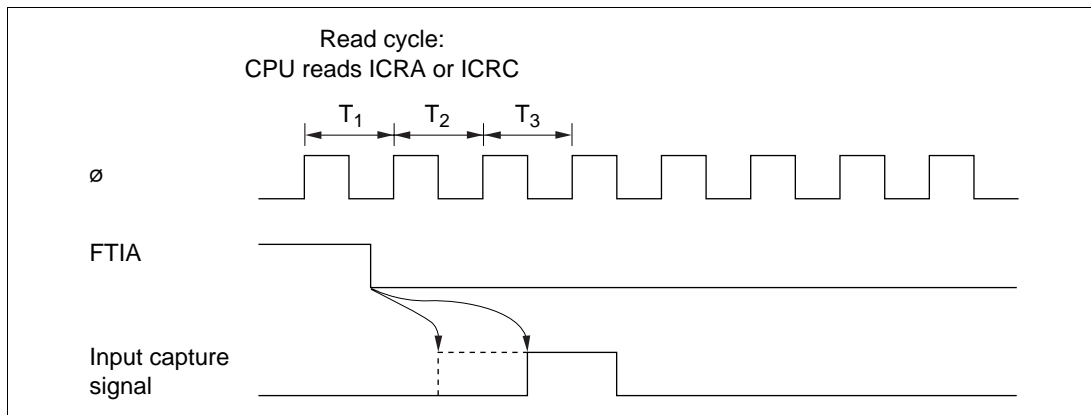 Read cycle:
CPU reads ICRA or ICRC
T1 T2 T3
ø
FTIA
Input capture
signal